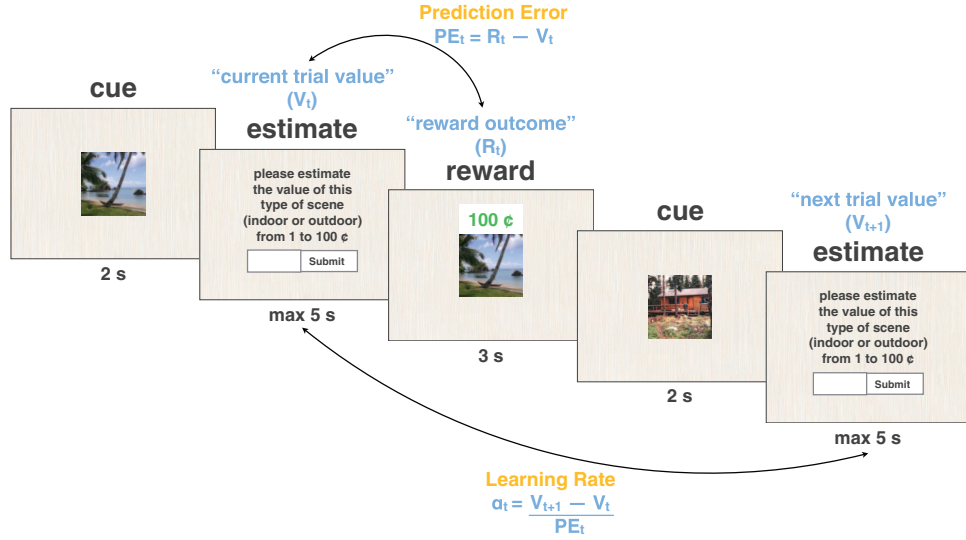 Prediction Error
PEt = Rt — Vt
cue
“current trial value”
(Vt)
estimate
“reward outcome”
(Rt)
reward
please estimate
the value of this
type of scene
(indoor or outdoor)
from 1 to 100 ¢
Submit
100 ¢
cue
“next trial value”
(Vt+1)
estimate
2 s
max 5 s
3 s
please estimate
the value of this
type of scene
(indoor or outdoor)
from 1 to 100 ¢
Submit
2 s
max 5 s
Learning Rate
αt = Vt+1 — Vt
PEt